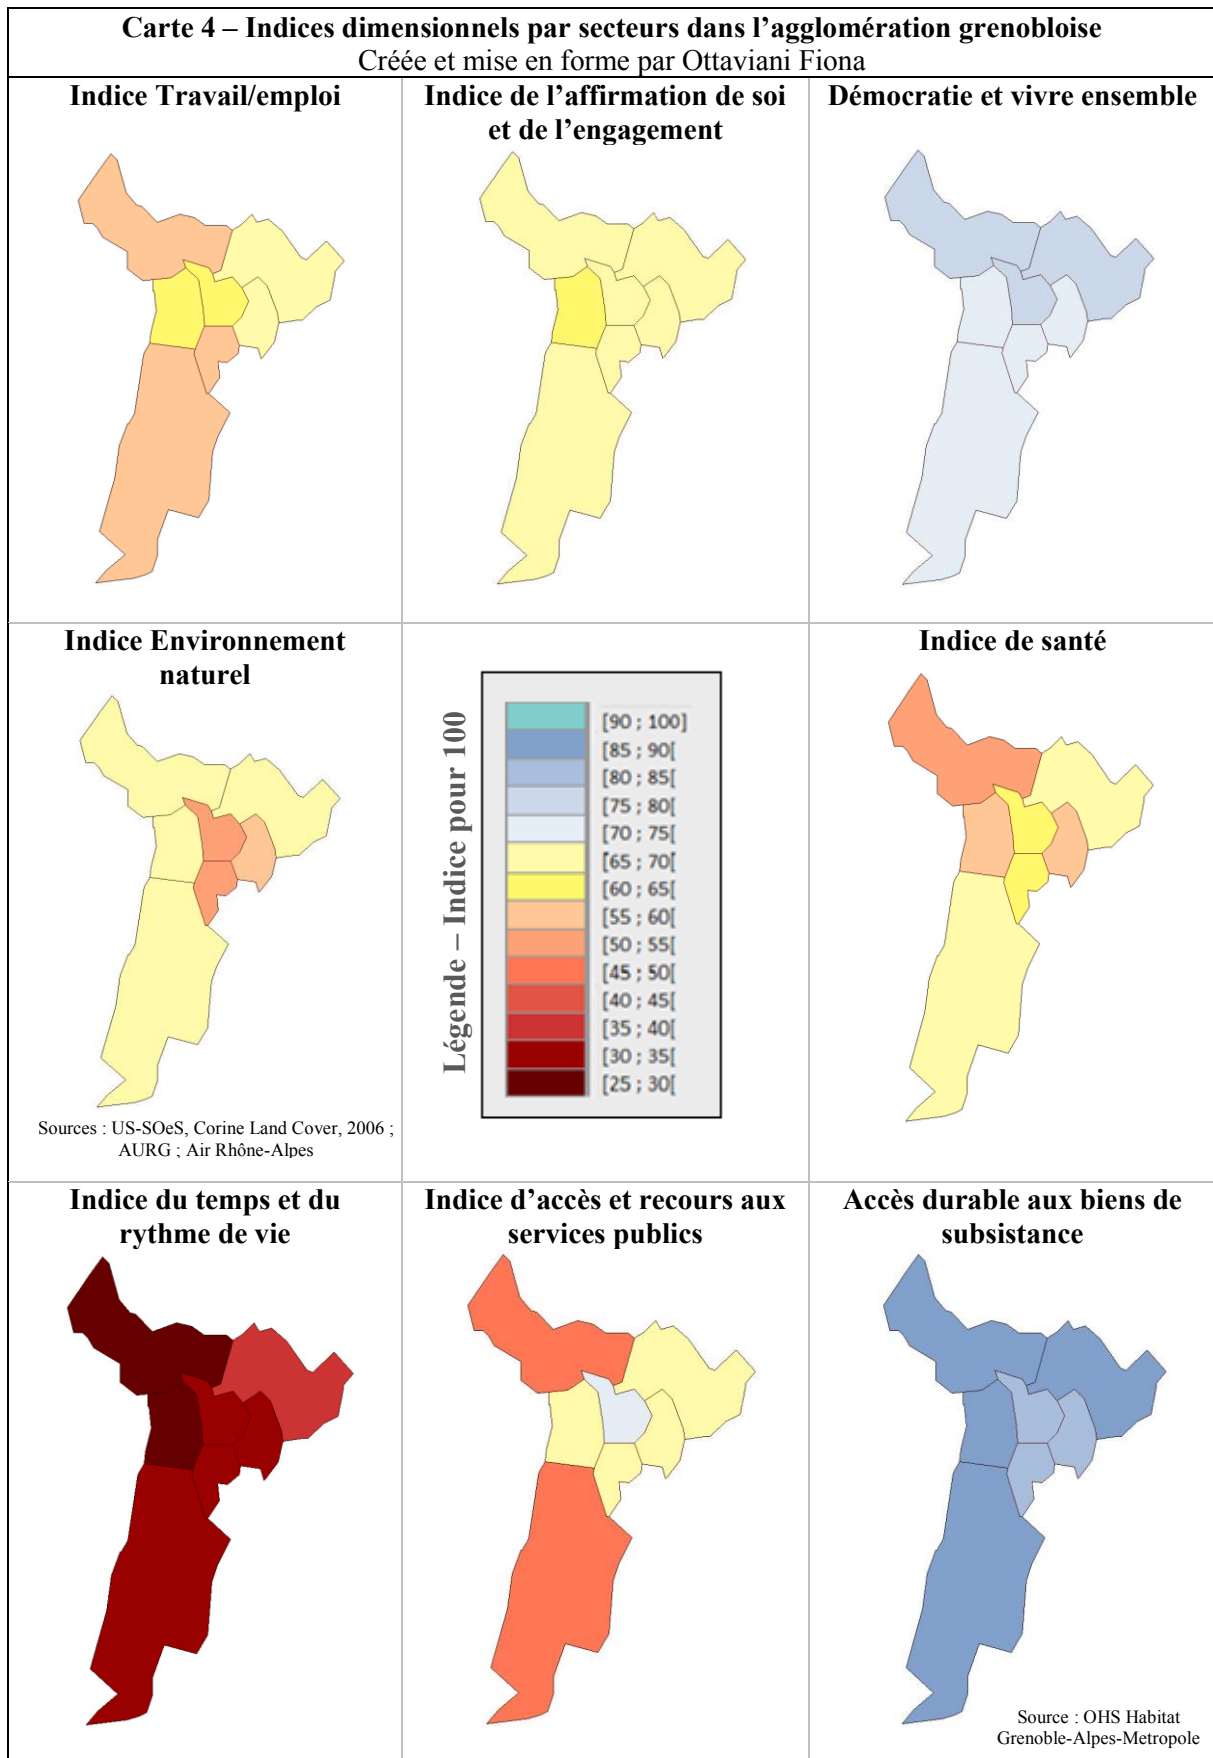 Carte 4 – Indices dimensionnels par secteurs dans l'agglomération grenobloise
Créée et mise en forme par Ottaviani Fiona
Indice Travail/emploi
Indice de l'affirmation de soi
et de l'engagement
Démocratie et vivre ensemble
Indice Environnement
naturel
Sources : US-SOeS, Corine Land Cover, 2006 ;
AURG ; Air Rhône-Alpes
Légende – Indice pour 100
[90 ; 100]
[85 ; 90[
[80 ; 85[
[75 ; 80[
[70 ; 75[
[65 ; 70[
[60 ; 65[
[55 ; 60[
[50 ; 55[
[45 ; 50[
[40 ; 45[
[35 ; 40[
[30 ; 35[
[25 ; 30[
Indice de santé
Indice du temps et du
rythme de vie
Indice d'accès et recours aux
services publics
Accès durable aux biens de
subsistance
Source : OHS Habitat
Grenoble-Alpes-Metropole